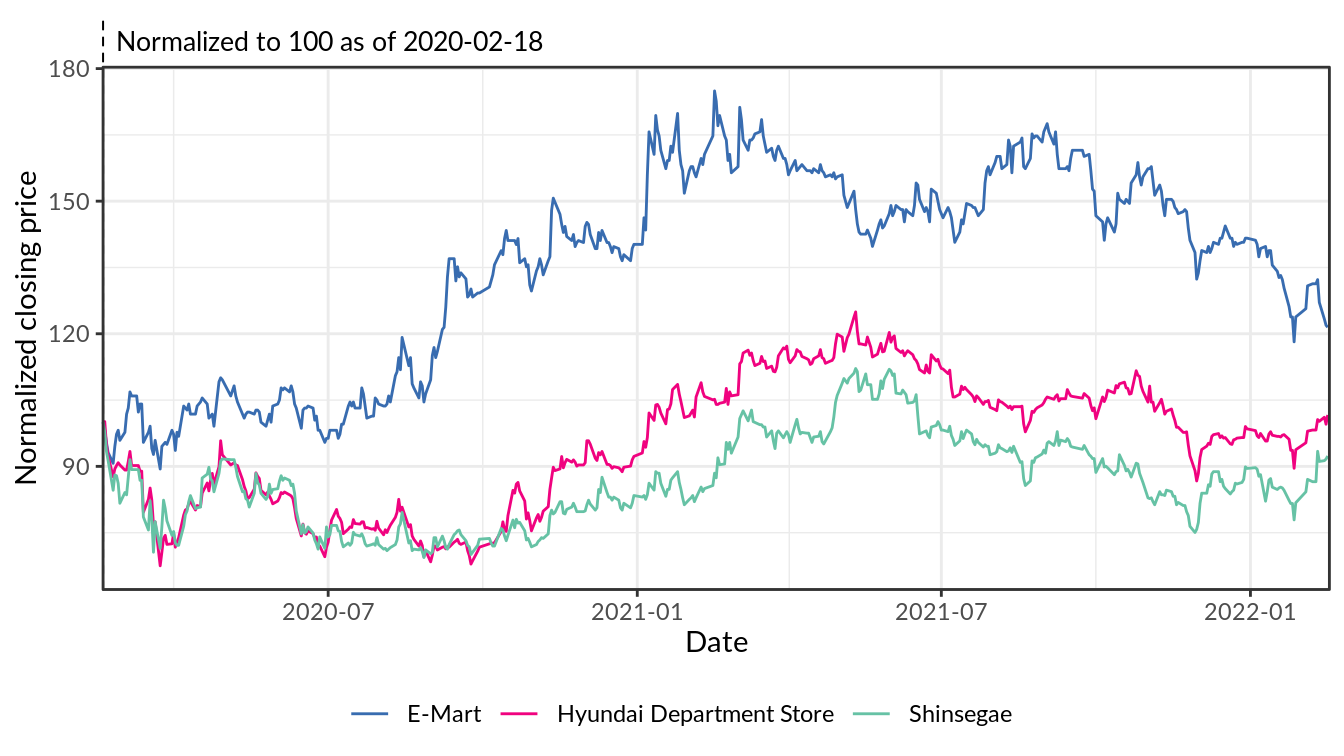 Normalized to 100 as of 2020-02-18
Normalized closing price
180
150
120
90
2020-07 2021-01 2021-07 2022-01
Date
E-Mart Hyundai Department Store Shinsegae